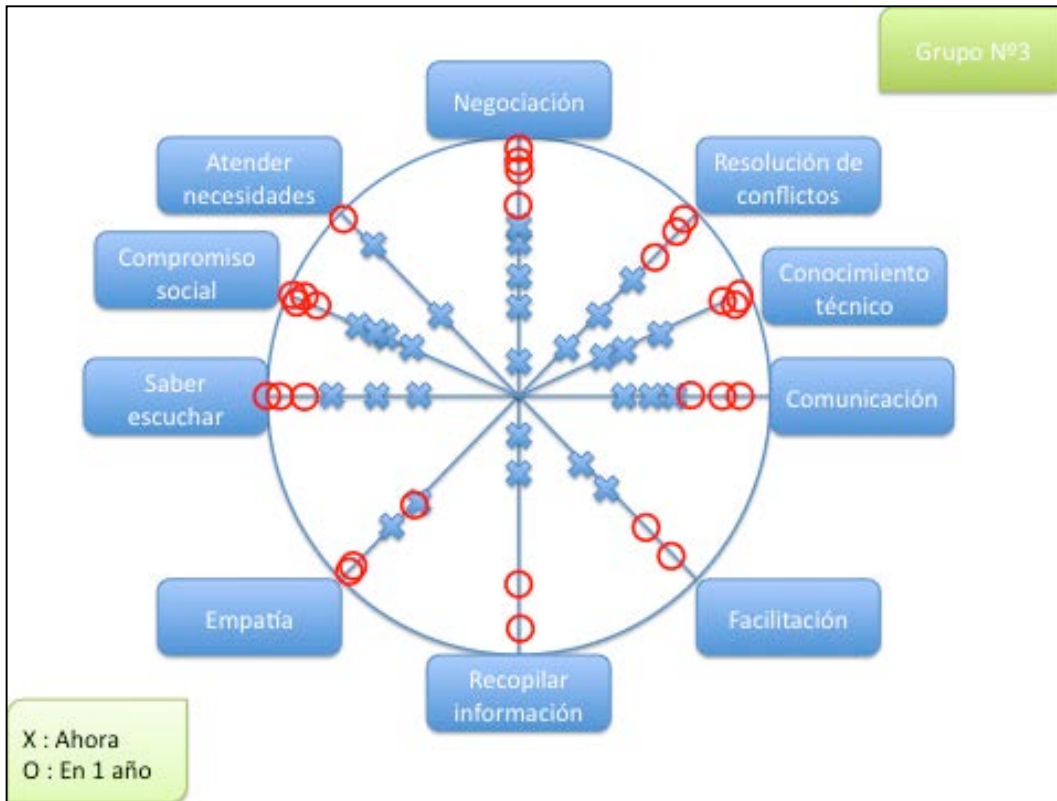 Grupo Nº3
Negociación
Atender
necesidades
Resolución de
conflictos
Compromiso
social
Conocimiento
técnico
Saber
escuchar
Comunicación
Empatía
Facilitación
Recopilar
información
X : Ahora
O : En 1 año